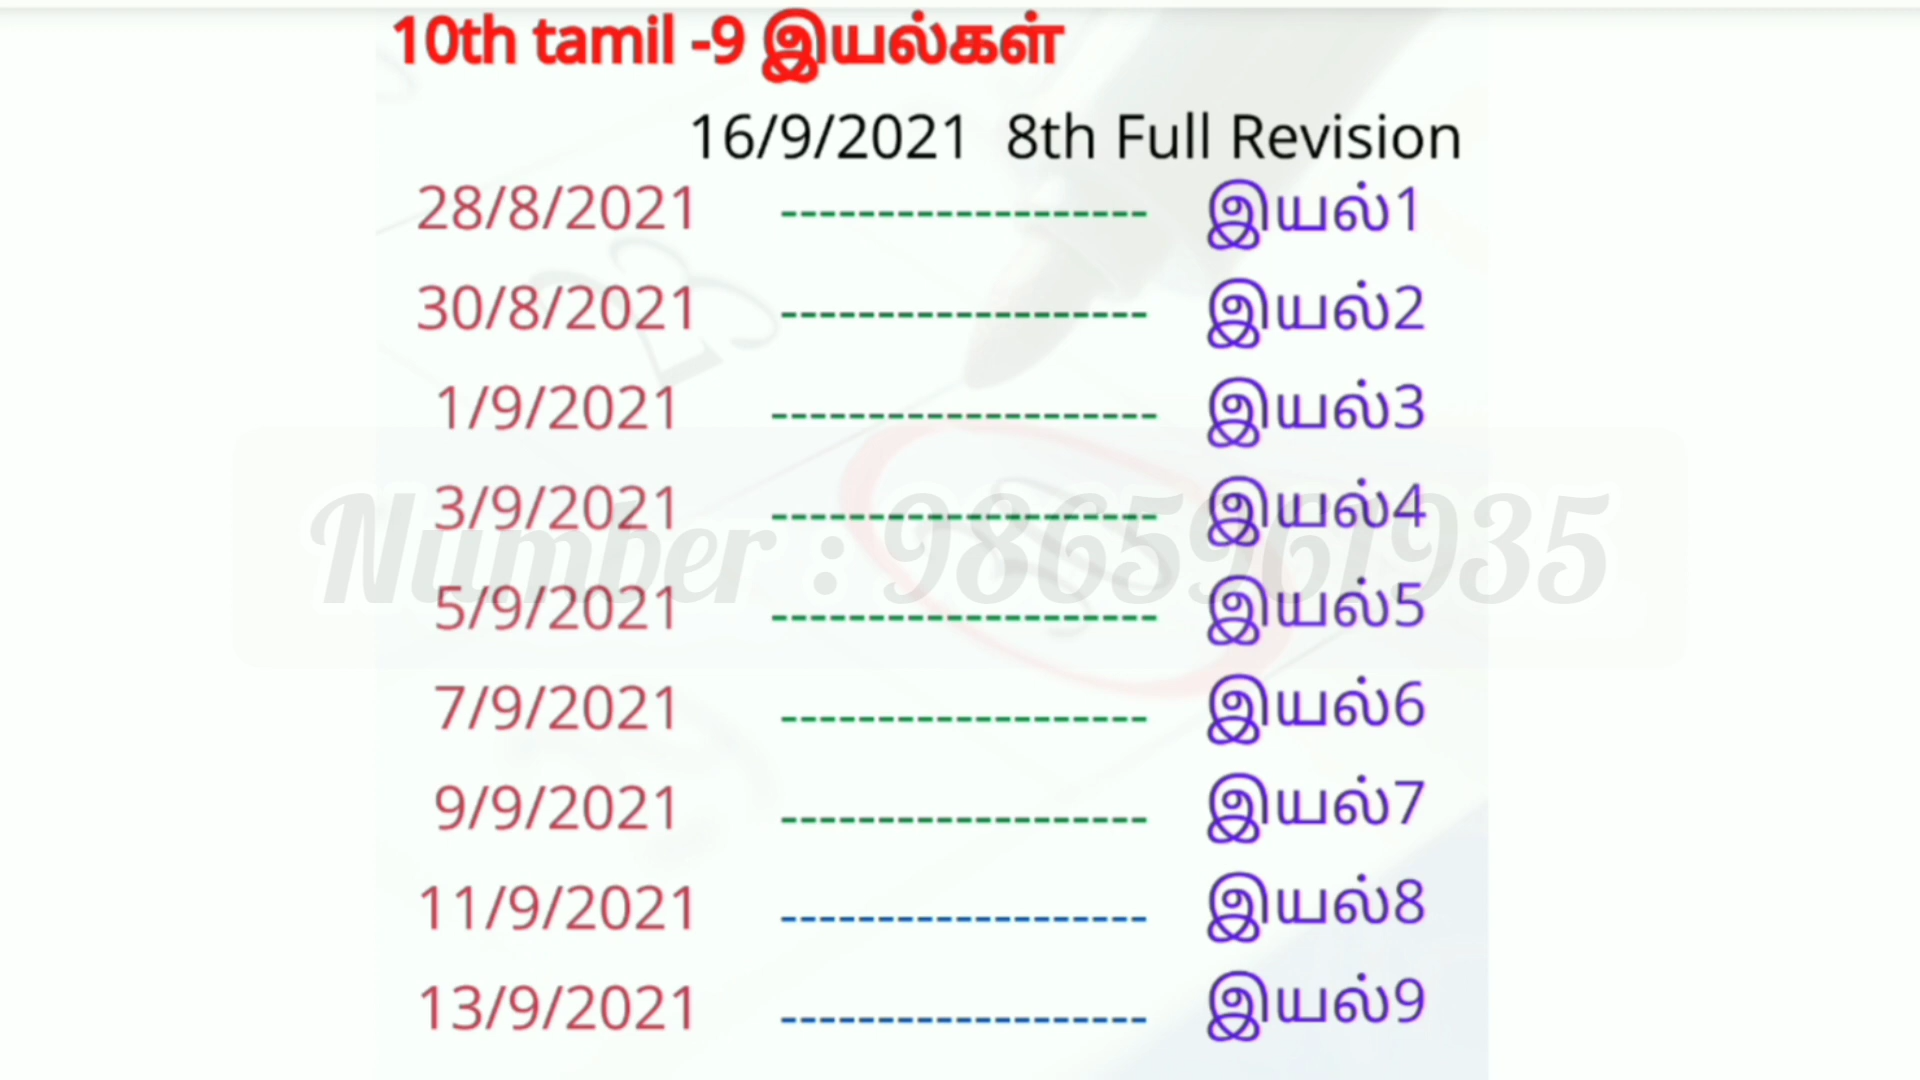 10th tamil -9 இயல்கள்
16/9/2021 8th Full Revision
28/8/2021 ------------------- இயல்1
30/8/2021 ------------------- இயல்2
1/9/2021 -------------------- இயல்3
3/9/2021 -------------------- இயல்4
Number : 9865961935
5/9/2021 -------------------- இயல்5
7/9/2021 ------------------- இயல்6
9/9/2021 ------------------- இயல்7
11/9/2021 ------------------- இயல்8
13/9/2021 ------------------- இயல்9